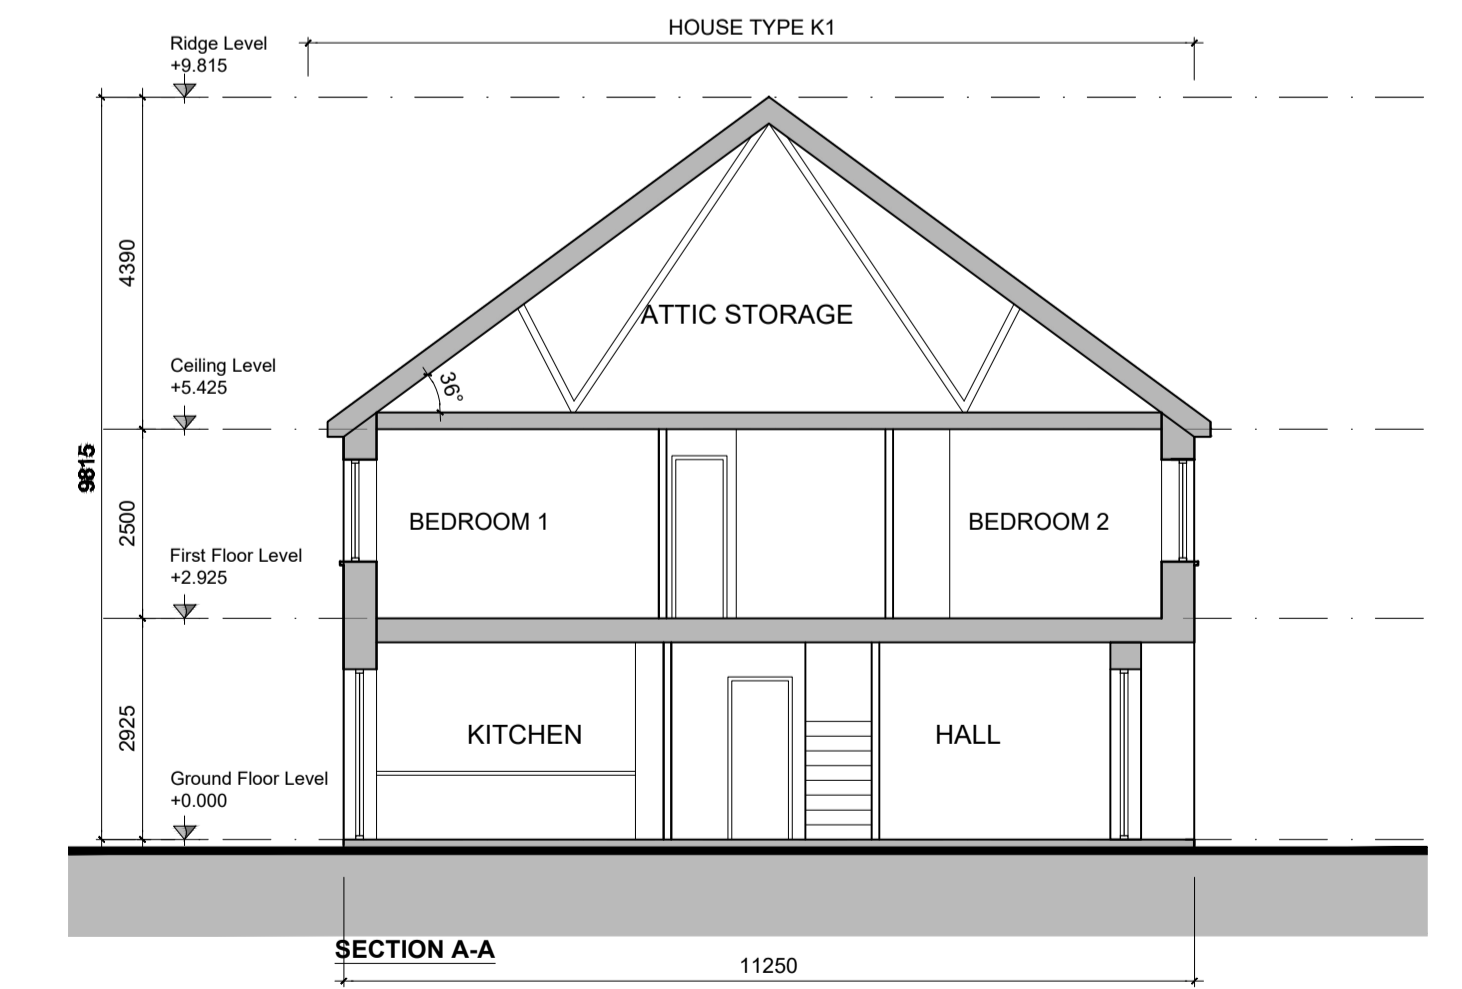 HOUSE TYPE K1
Ridge Level
+9.815
4390
ATTIC STORAGE
Ceiling Level
+5.425
36°
9815
2500
BEDROOM 1
BEDROOM 2
First Floor Level
+2.925
2925
KITCHEN
HALL
Ground Floor Level
+0.000
SECTION A-A
11250